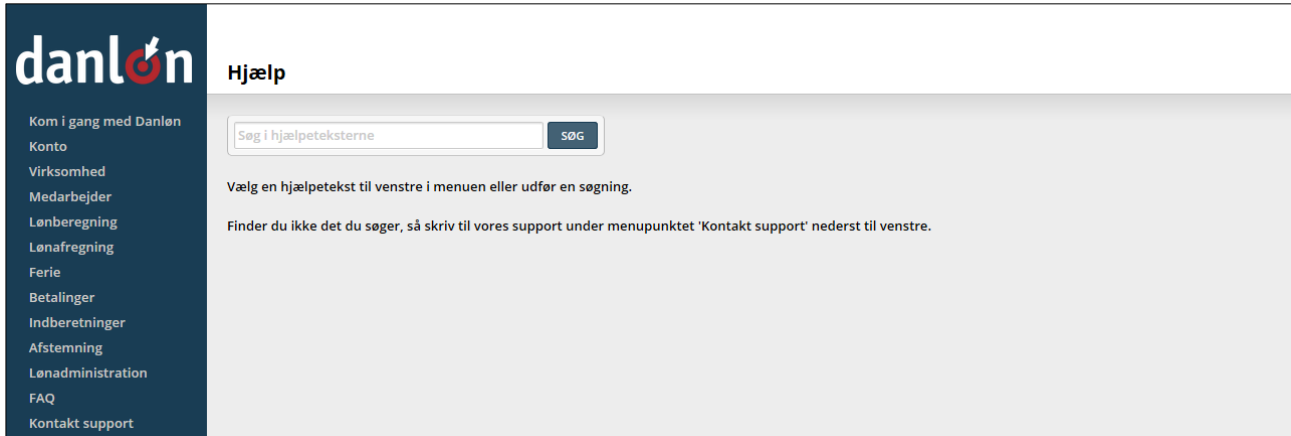 danløn
Kom i gang med Danløn
Konto
Virksomhed
Medarbejder
Lønberegning
Lønafregning
Ferie
Betalinger
Indberetninger
Afstemning
Lønadministration
FAQ
Kontakt support
Hjælp
Søg i hjælpeteksterne
SØG
Vælg en hjælpetekst til venstre i menuen eller udfør en søgning.
Finder du ikke det du søger, så skriv til vores support under menupunktet 'Kontakt support' nederst til venstre.